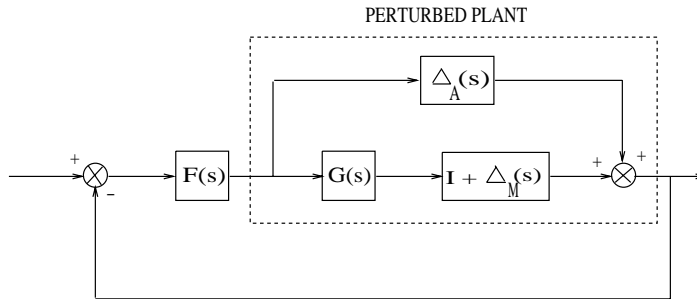 PERTURBED PLANT
△A(s)
+
F(s)
G(s)
I + △M(s)
+
+
−